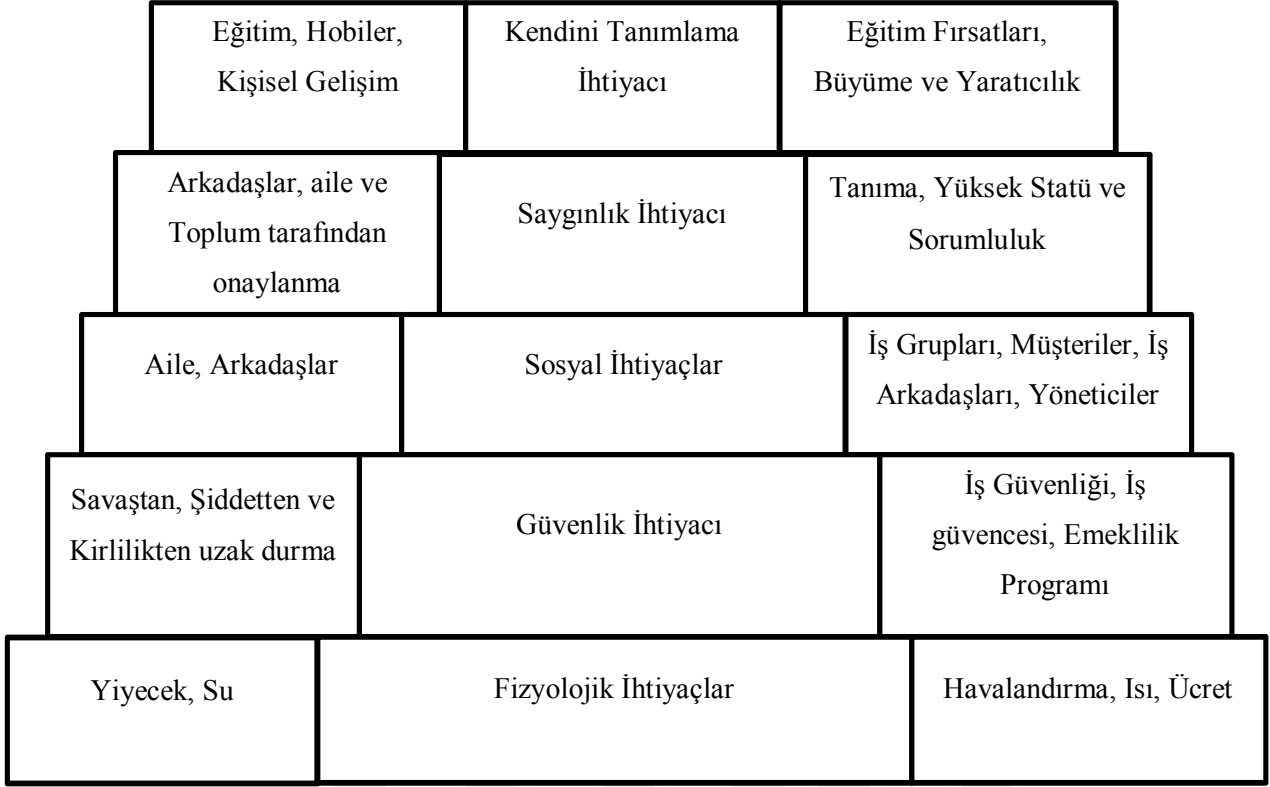 Eğitim, Hobiler,
Kişisel Gelişim
Kendini Tanımlama
İhtiyacı
Eğitim Fırsatları,
Büyüme ve Yaratıcılık
Arkadaşlar, aile ve
Toplum tarafından
onaylanma
Saygınlık İhtiyacı
Tanıma, Yüksek Statü ve
Sorumluluk
Aile, Arkadaşlar
Sosyal İhtiyaçlar
İş Grupları, Müşteriler, İş
Arkadaşları, Yöneticiler
Savaştan, Şiddetten ve
Kirlilikten uzak durma
Güvenlik İhtiyacı
İş Güvenliği, İş
güvencesi, Emeklilik
Programı
Yiyecek, Su
Fizyolojik İhtiyaçlar
Havalandırma, Isı, Ücret